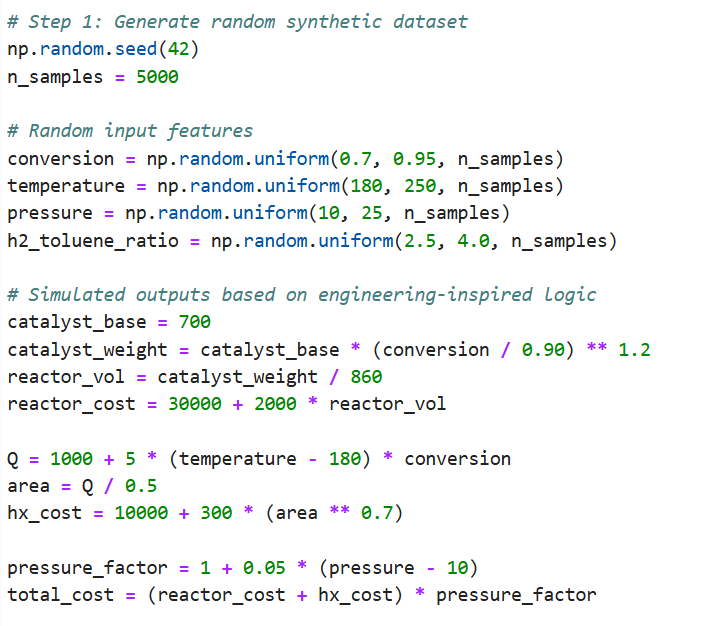 # Step 1: Generate random synthetic dataset
np.random.seed(42)
n_samples = 5000
# Random input features
conversion = np.random.uniform(0.7, 0.95, n_samples)
temperature = np.random.uniform(180, 250, n_samples)
pressure = np.random.uniform(10, 25, n_samples)
h2_toluene_ratio = np.random.uniform(2.5, 4.0, n_samples)
# Simulated outputs based on engineering-inspired logic
catalyst_base = 700
catalyst_weight = catalyst_base * (conversion / 0.90) ** 1.2
reactor_vol = catalyst_weight / 860
reactor_cost = 30000 + 2000 * reactor_vol
Q = 1000 + 5 * (temperature - 180) * conversion
area = Q / 0.5
hx_cost = 10000 + 300 * (area ** 0.7)
pressure_factor = 1 + 0.05 * (pressure - 10)
total_cost = (reactor_cost + hx_cost) * pressure_factor